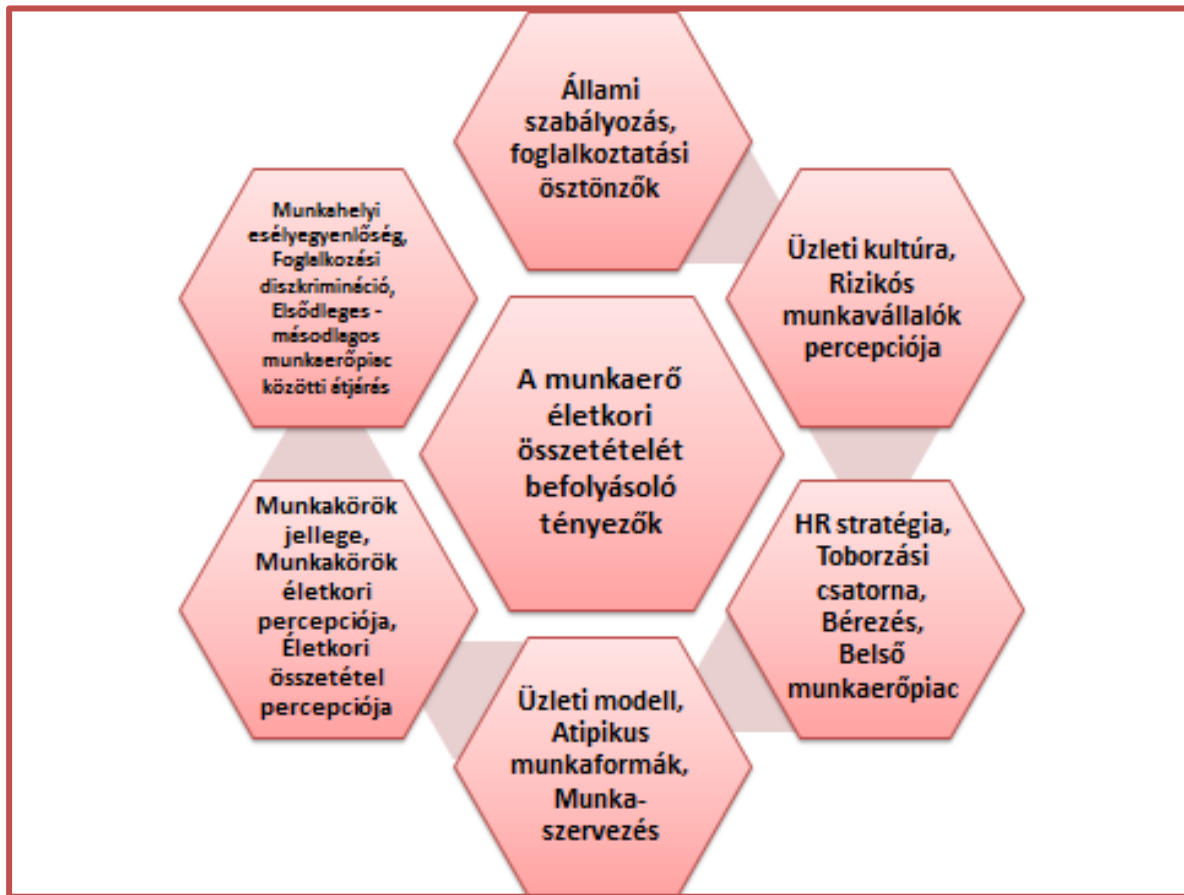 Állami
szabályozás,
foglalkoztatási
ösztönzők
Üzleti kultúra,
Rizikós
munkavállalók
percepciója
HR stratégia,
Toborzási
csatorna,
Bérezés,
Belső
munkaerőpiac
Üzleti modell,
Atipikus
munkaformák,
Munka-
szervezés
Munkakörök
jellege,
Munkakörök
életkori
percepciója,
Életkori
összetétel
percepciója
Munkahelyi
esélyegyenlőség,
Foglalkozási
diszkrimináció,
Elsődleges -
másodlagos
munkaerőpiac
közötti átjárás
A munkaerő
életkori
összetételét
befolyásoló
tényezők